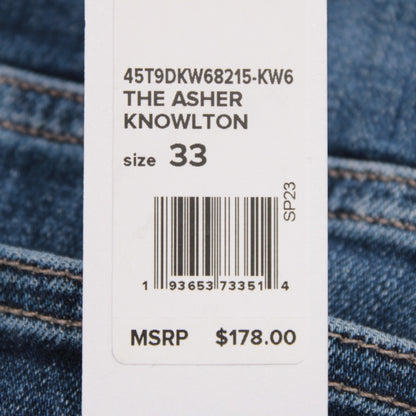 45T9DKW68215-KW6
THE ASHER
KNOWLTON
size 33
SP23
1 93653 73351 4
MSRP $178.00